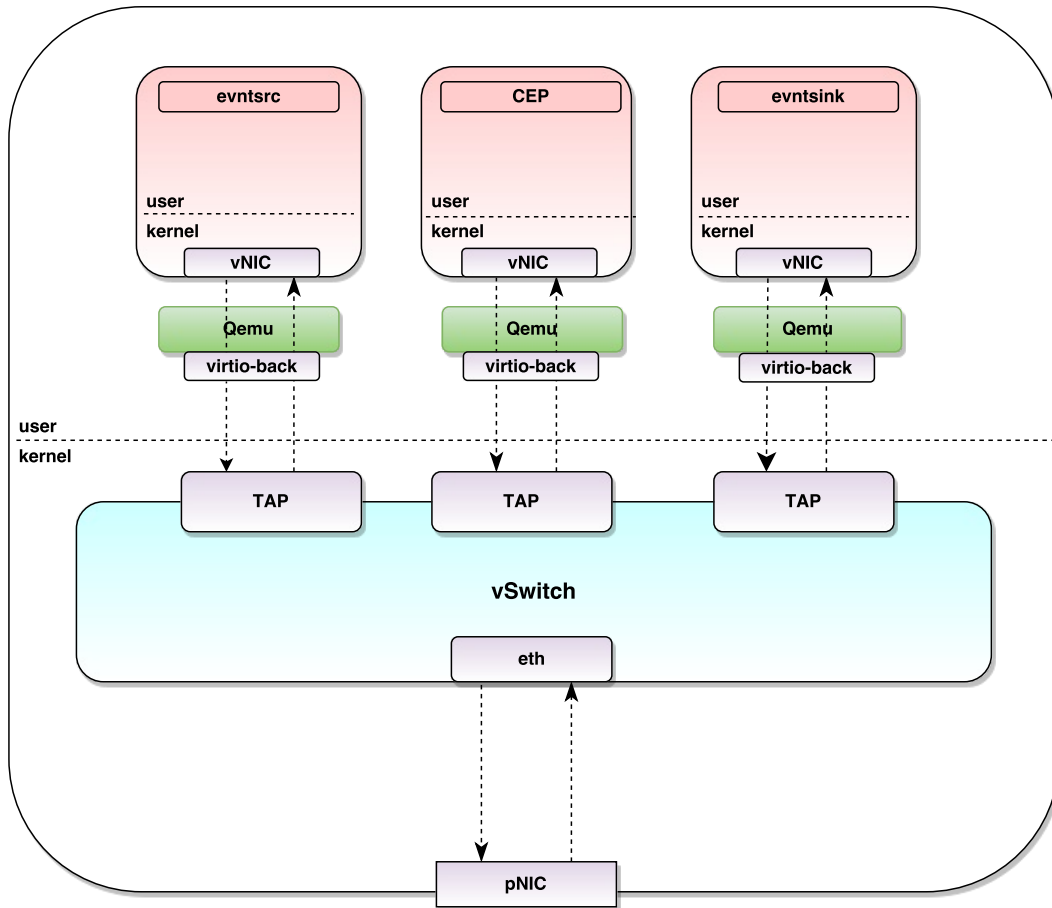 evntsrc
CEP
evntsink
user
user
user
kernel
kernel
kernel
vNIC
vNIC
vNIC
Qemu
Qemu
Qemu
virtio-back
virtio-back
virtio-back
user
kernel
TAP
TAP
TAP
vSwitch
eth
pNIC